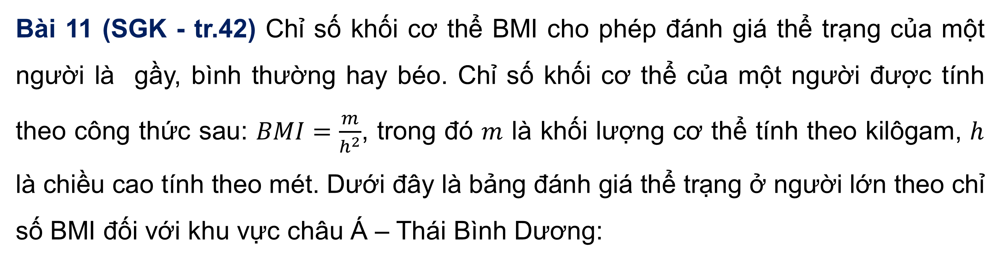 Bài 11 (SGK - tr.42) Chỉ số khối cơ thể BMI cho phép đánh giá thể trạng của một
người là gầy, bình thường hay béo. Chỉ số khối cơ thể của một người được tính
theo công thức sau: BMI = m/h², trong đó m là khối lượng cơ thể tính theo kilôgam, h
là chiều cao tính theo mét. Dưới đây là bảng đánh giá thể trạng ở người lớn theo chỉ
số BMI đối với khu vực châu Á – Thái Bình Dương: